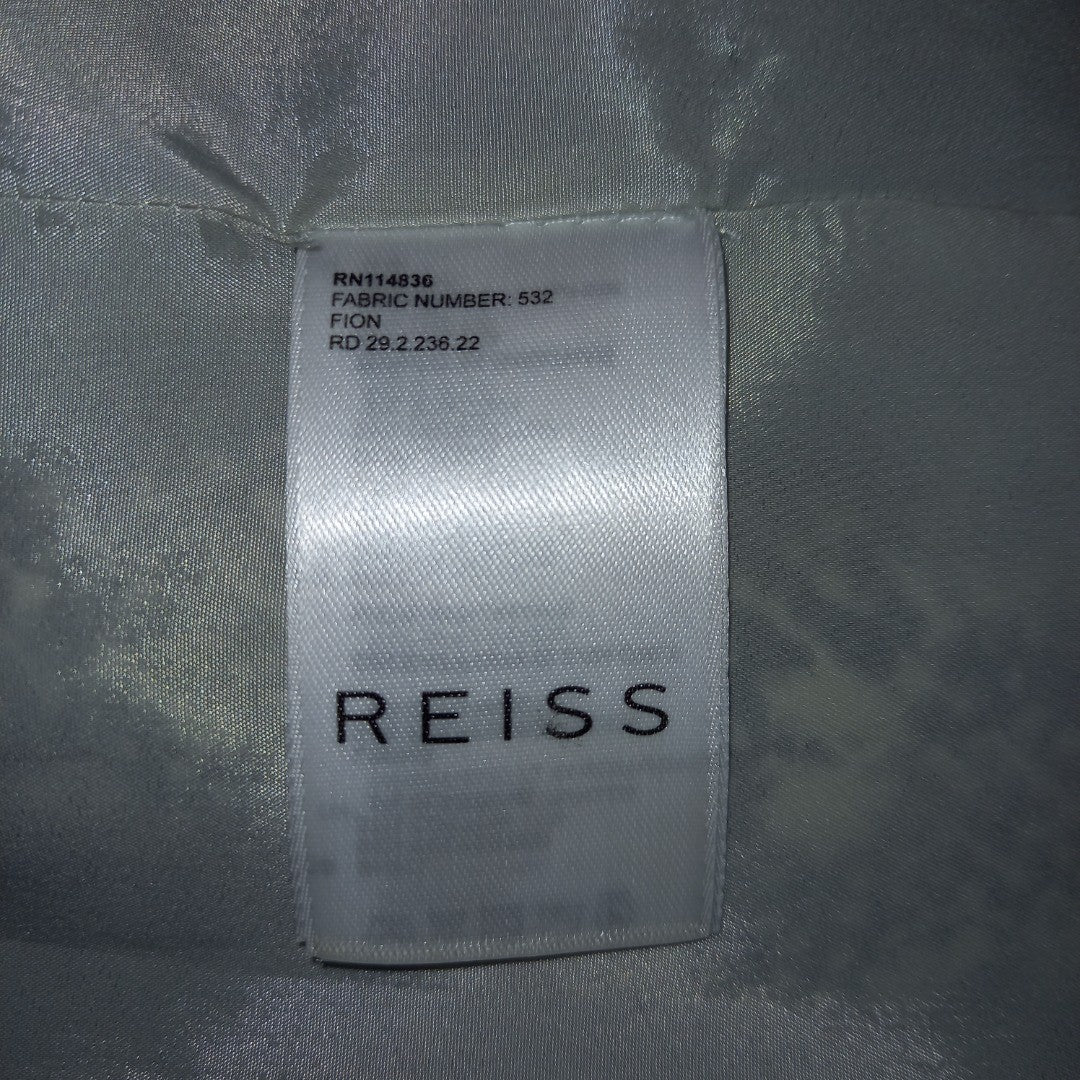 RN114836
FABRIC NUMBER: 532
FION
RD 29.2.236.22
REISS